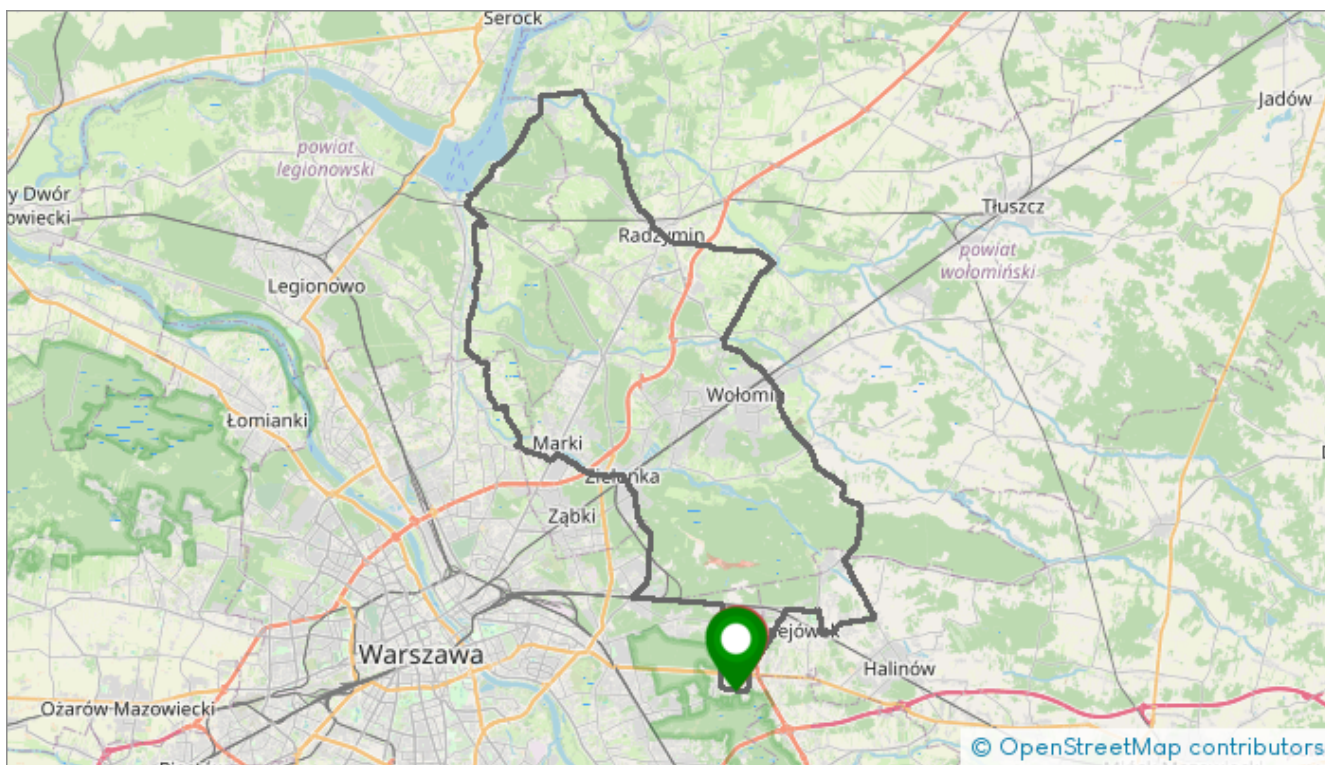 Serock
Jadów
powiat
legionowski
y Dwór
owiecki
Tłuszcz
Radzymin
powiat
wołomiński
Legionowo
Wołomin
Łomianki
Marki
Zielonka
Ząbki
ejówek
Warszawa
Halinów
Ożarów Mazowiecki
© OpenStreetMap contributors